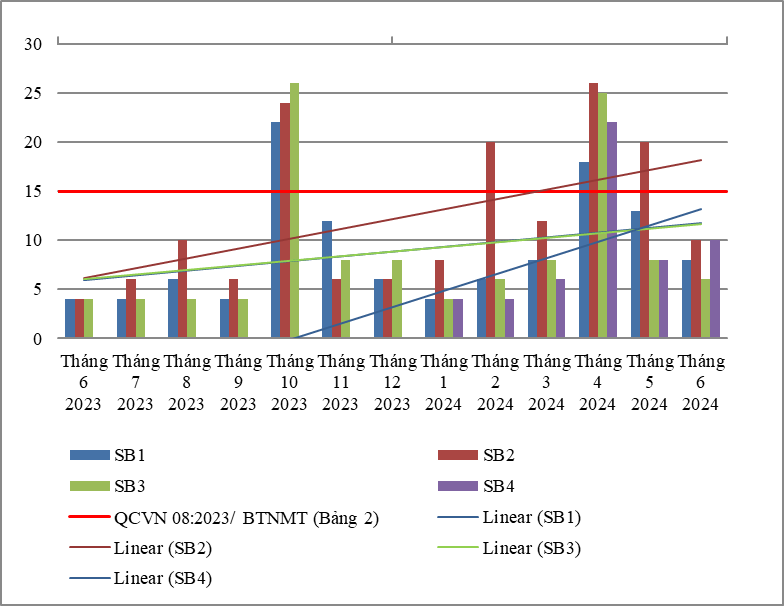 30
25
20
15
10
5
0
Tháng Tháng Tháng Tháng Tháng Tháng Tháng Tháng Tháng Tháng Tháng Tháng Tháng
6 7 8 9 10 11 12 1 2 3 4 5 6
2023 2023 2023 2023 2023 2023 2023 2024 2024 2024 2024 2024 2024
SB1 SB2
SB3 SB4
QCVN 08:2023/ BTNMT (Bảng 2) Linear (SB1)
Linear (SB2) Linear (SB3)
Linear (SB4)